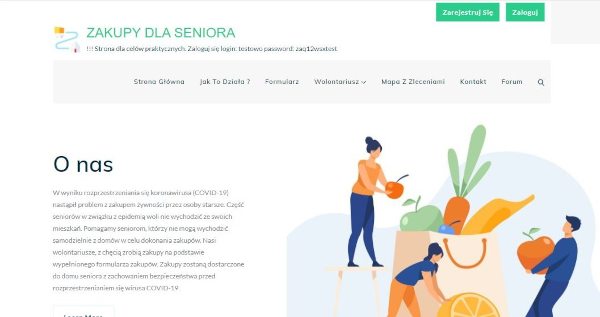 Zarejestruj Się Zaloguj
ZAKUPY DLA SENIORA
!!! Strona dla celów praktycznych. Zaloguj się login: testowo password: zaq12wsxtest
Strona Główna Jak To Działa ? Formularz Wolontariusz Mapa Z Zleceniami Kontakt Forum
O nas
W wyniku rozprzestrzeniania się koronawirusa (COVID-19)
nastąpił problem z zakupem żywności przez osoby starsze. Część
seniorów w związku z epidemią woli nie wychodzić ze swoich
mieszkań. Pomagamy seniorom, którzy nie mogą wychodzić
samodzielnie z domów w celu dokonania zakupów. Nasi
wolontariusze, z chęcią zrobią zakupy na podstawie
wypełnionego formularza zakupów. Zakupy zostaną dostarczone
do domu seniora z zachowaniem bezpieczeństwa przed
rozprzestrzenieniem się wirusa COVID-19.
Learn More